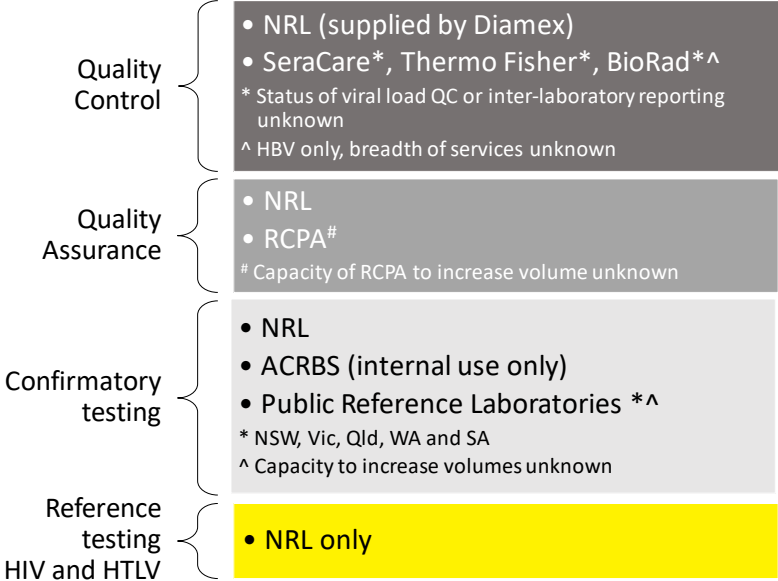 Quality
Control
• NRL (supplied by Diamex)
• SeraCare*, Thermo Fisher*, BioRad*^
* Status of viral load QC or inter-laboratory reporting
unknown
^ HBV only, breadth of services unknown
Quality
Assurance
• NRL
• RCPA#
# Capacity of RCPA to increase volume unknown
Confirmatory
testing
• NRL
• ACRBS (internal use only)
• Public Reference Laboratories *^
* NSW, Vic, Qld, WA and SA
^ Capacity to increase volumes unknown
Reference
testing
HIV and HTLV
• NRL only